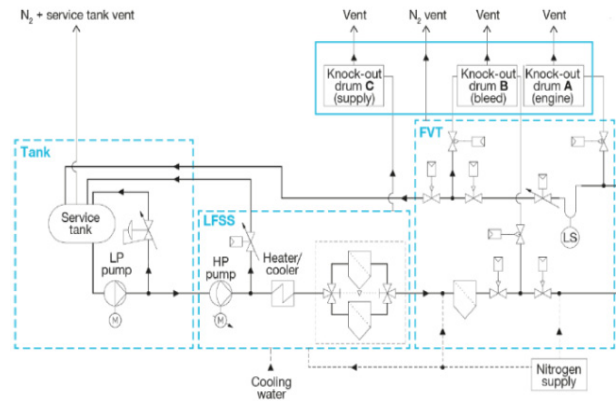 N₂ + service tank vent
Vent
N₂ vent
Vent
Vent
Knock-out
drum C
(supply)
Knock-out
drum B
(bleed)
Knock-out
drum A
(engine)
Tank
FVT
Service
tank
LFSS
LP
pump
HP
pump
Heater/
cooler
LS
M
M
Cooling
water
Nitrogen
supply